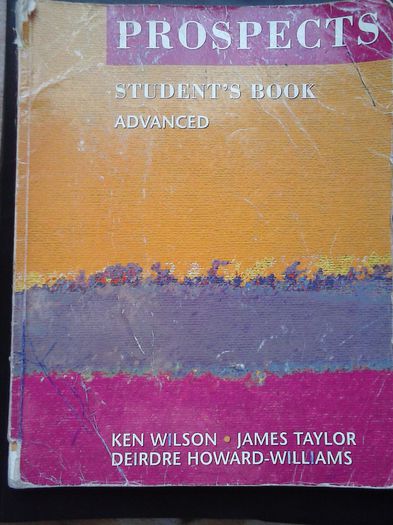 PROSPECTS
STUDENT'S BOOK
ADVANCED
KEN WILSON • JAMES TAYLOR
DEIRDRE HOWARD-WILLIAMS